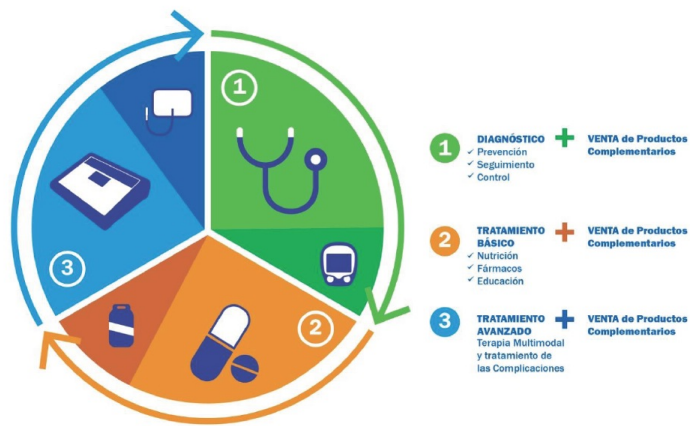 1
2
3
1
DIAGNÓSTICO
✓ Prevención
✓ Seguimiento
✓ Control
+
VENTA de Productos
Complementarios
2
TRATAMIENTO
BÁSICO
✓ Nutrición
✓ Fármacos
✓ Educación
+
VENTA de Productos
Complementarios
3
TRATAMIENTO
AVANZADO
Terapia Multimodal
y tratamiento de
las Complicaciones
+
VENTA de Productos
Complementarios